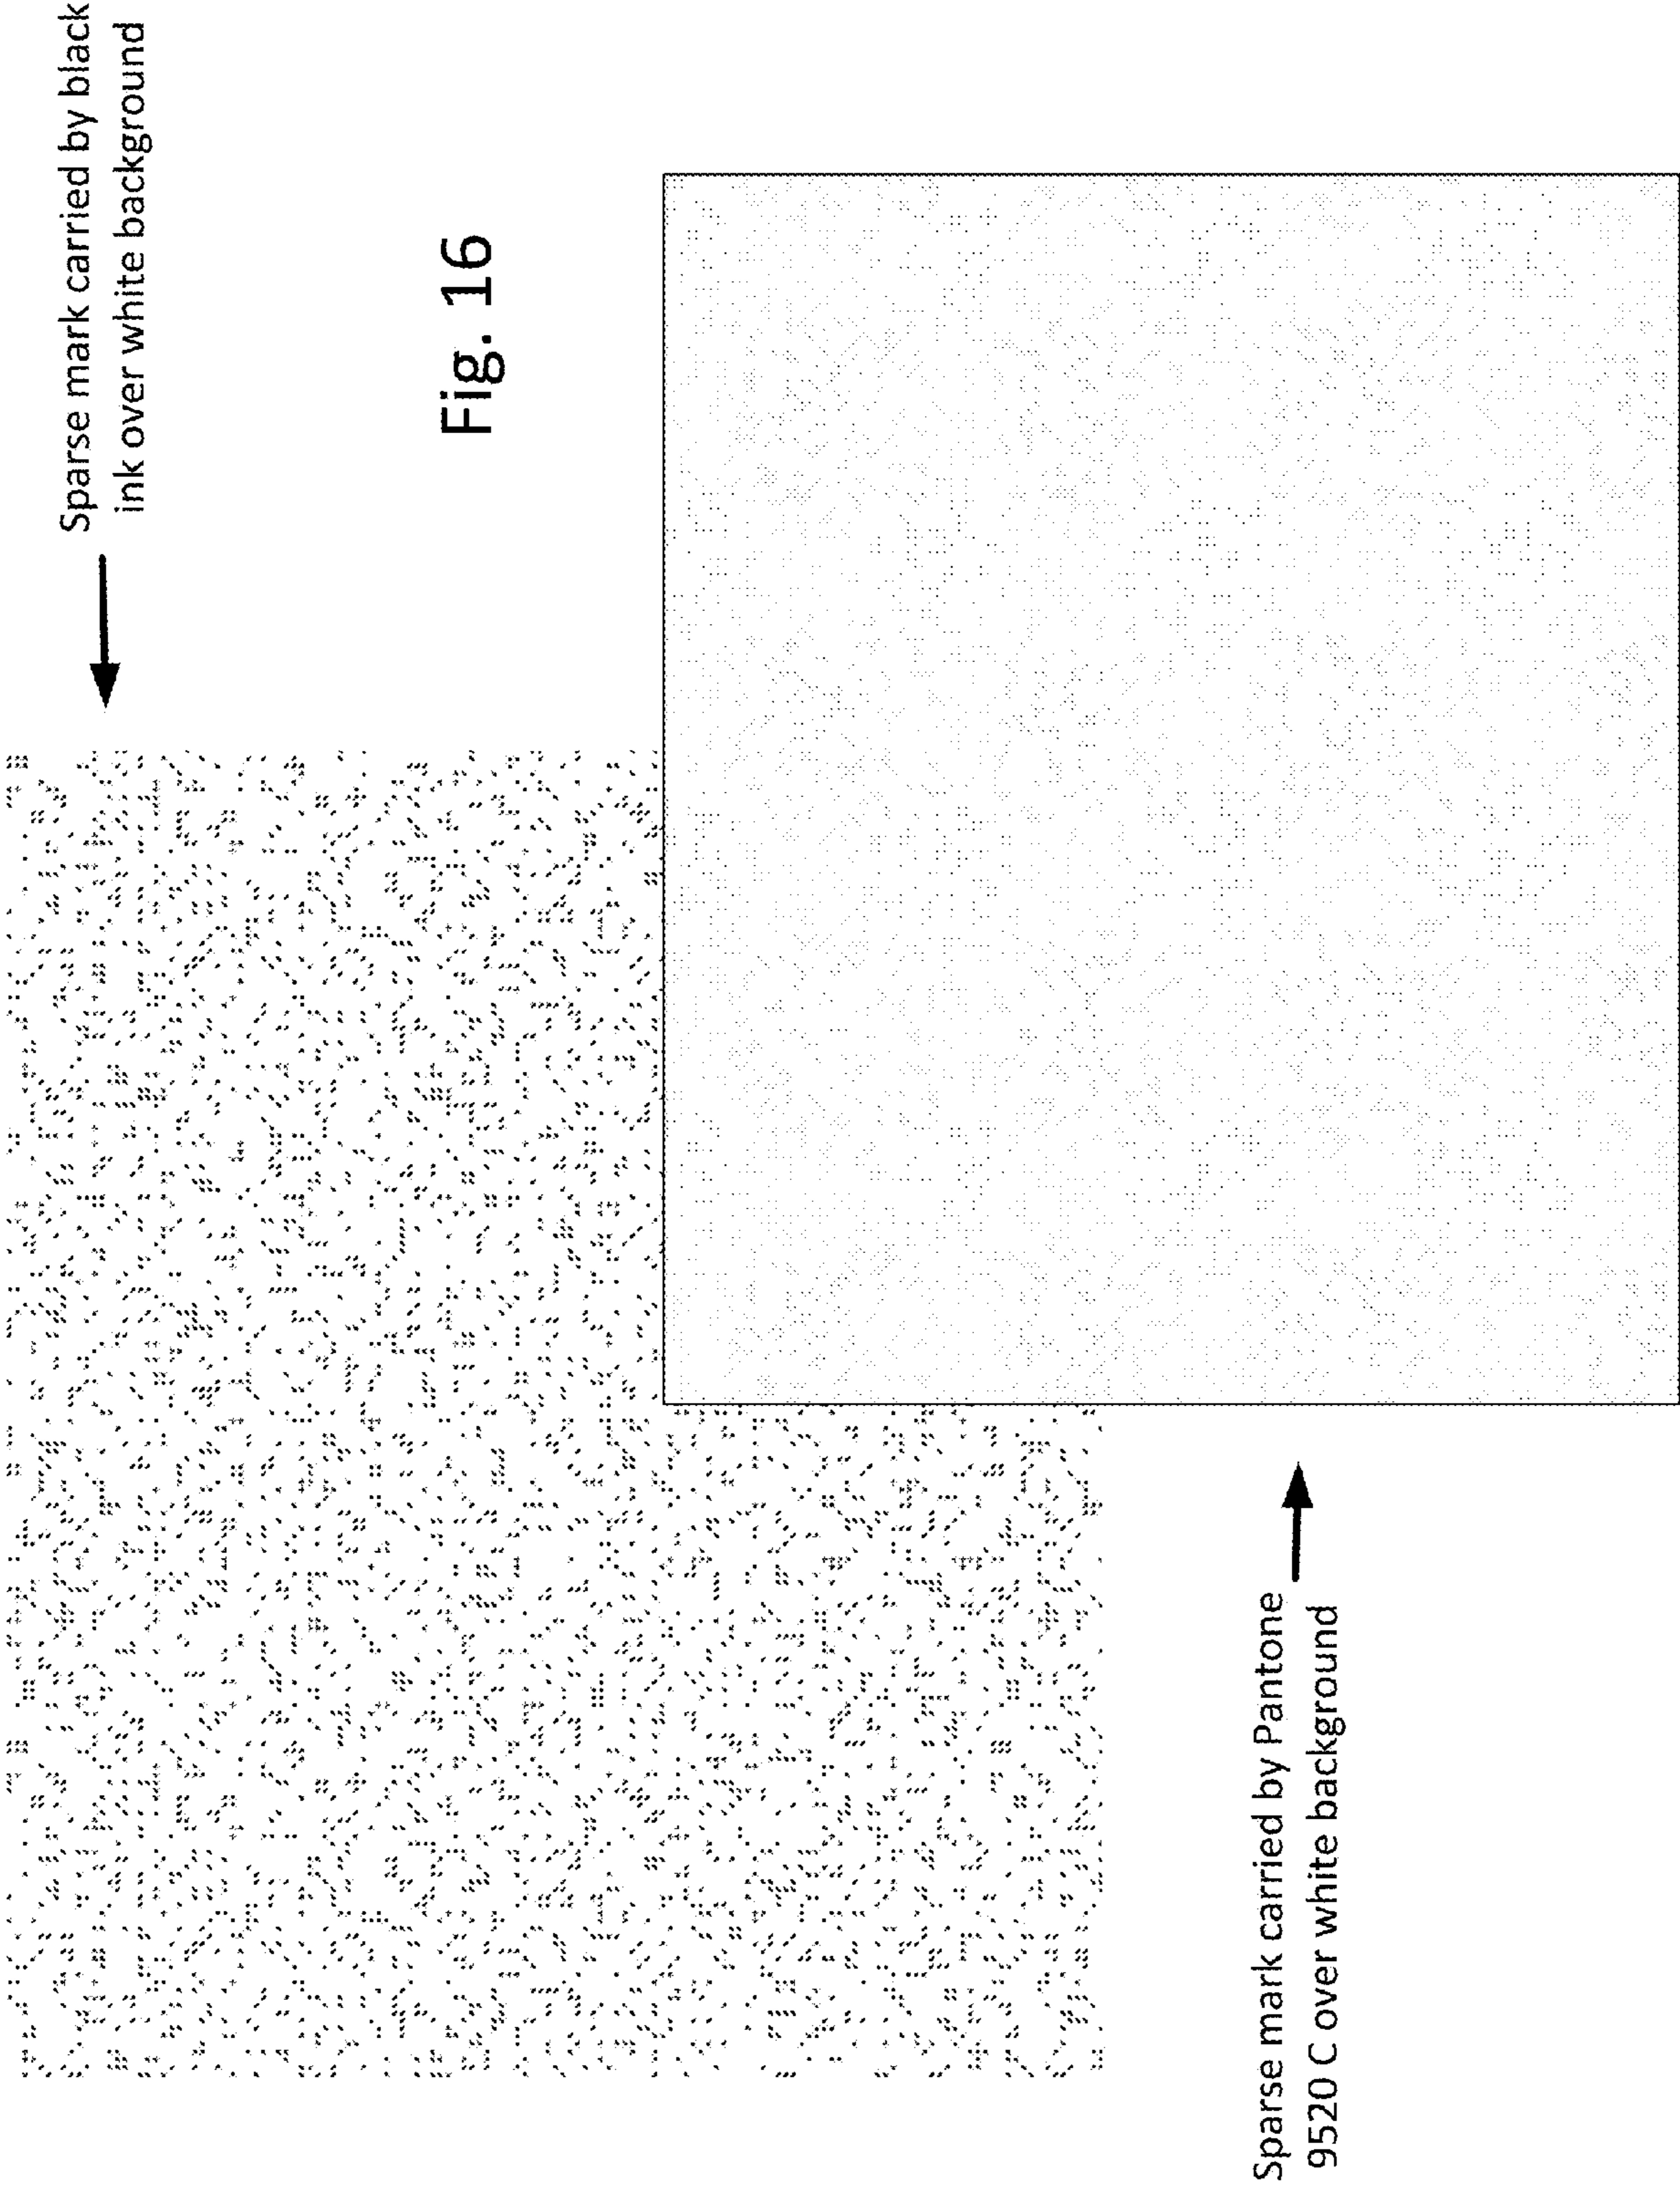 Sparse mark carried by black
ink over white background
Fig. 16
Sparse mark carried by Pantone
9520 C over white background